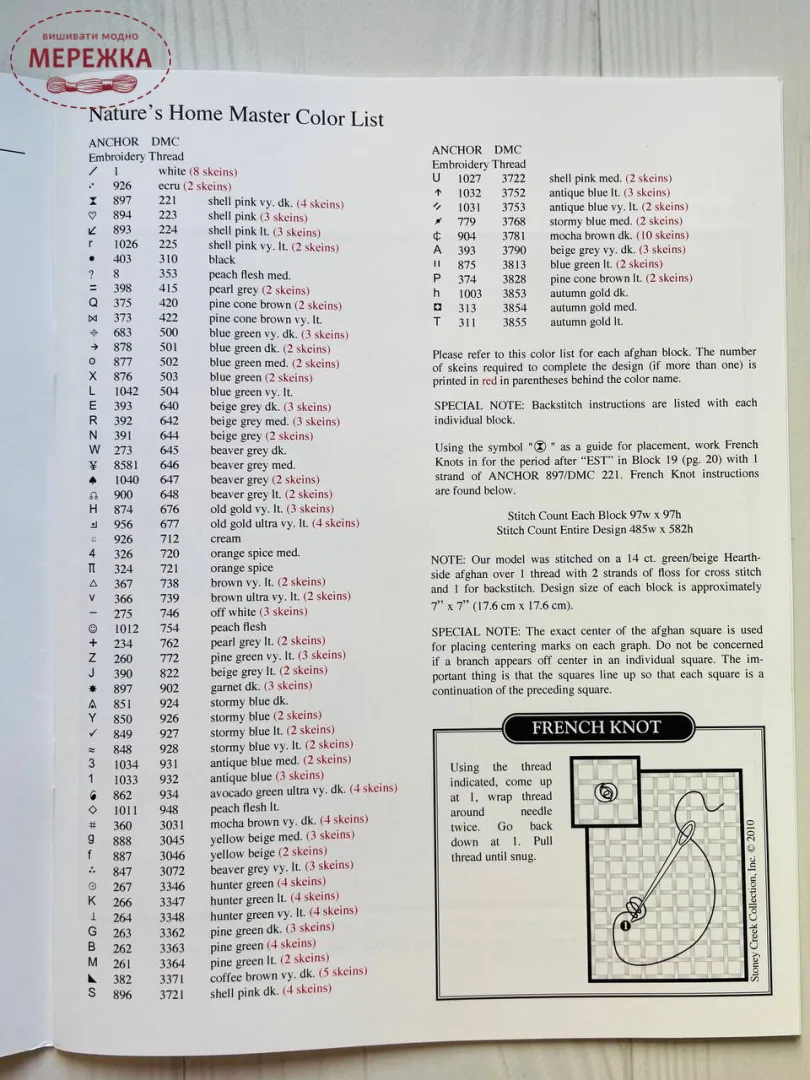 ВИШИВАТИ МОДНО
МЕРЕЖКА
Nature's Home Master Color List
ANCHOR DMC
Embroidery Thread
/ 1 white (8 skeins)
926 ecru (2 skeins)
897 221 shell pink vy. dk. (4 skeins)
♡ 894 223 shell pink (3 skeins)
↙ 893 224 shell pink lt. (3 skeins)
r 1026 225 shell pink vy. lt. (2 skeins)
● 403 310 black
? 8 353 peach flesh med.
= 398 415 pearl grey (2 skeins)
Q 375 420 pine cone brown (2 skeins)
⋈ 373 422 pine cone brown vy. lt.
683 500 blue green vy. dk. (3 skeins)
→ 878 501 blue green dk. (2 skeins)
o 877 502 blue green med. (2 skeins)
X 876 503 blue green (2 skeins)
L 1042 504 blue green vy. lt.
E 393 640 beige grey dk. (3 skeins)
R 392 642 beige grey med. (3 skeins)
N 391 644 beige grey (2 skeins)
W 273 645 beaver grey dk.
¥ 8581 646 beaver grey med.
♠ 1040 647 beaver grey (2 skeins)
900 648 beaver grey lt. (2 skeins)
H 874 676 old gold vy. lt. (3 skeins)
956 677 old gold ultra vy. lt. (4 skeins)
▫ 926 712 cream
4 326 720 orange spice med.
π 324 721 orange spice
△ 367 738 brown vy. lt. (2 skeins)
v 366 739 brown ultra vy. lt. (2 skeins)
– 275 746 off white (3 skeins)
☺ 1012 754 peach flesh
+ 234 762 pearl grey lt. (2 skeins)
Z 260 772 pine green vy. lt. (3 skeins)
J 390 822 beige grey lt. (2 skeins)
✷ 897 902 garnet dk. (3 skeins)
851 924 stormy blue dk.
Y 850 926 stormy blue (2 skeins)
✓ 849 927 stormy blue lt. (2 skeins)
≈ 848 928 stormy blue vy. lt. (2 skeins)
3 1034 931 antique blue med. (2 skeins)
1 1033 932 antique blue (3 skeins)
862 934 avocado green ultra vy. dk. (4 skeins)
◇ 1011 948 peach flesh lt.
# 360 3031 mocha brown vy. dk. (4 skeins)
g 888 3045 yellow beige med. (3 skeins)
f 887 3046 yellow beige (2 skeins)
∴ 847 3072 beaver grey vy. lt. (3 skeins)
⊙ 267 3346 hunter green (4 skeins)
K 266 3347 hunter green lt. (4 skeins)
⊥ 264 3348 hunter green vy. lt. (4 skeins)
G 263 3362 pine green dk. (3 skeins)
B 262 3363 pine green (4 skeins)
M 261 3364 pine green lt. (2 skeins)
◣ 382 3371 coffee brown vy. dk. (5 skeins)
S 896 3721 shell pink dk. (4 skeins)
ANCHOR DMC
Embroidery Thread
U 1027 3722 shell pink med. (2 skeins)
↑ 1032 3752 antique blue lt. (3 skeins)
1031 3753 antique blue vy. lt. (2 skeins)
779 3768 stormy blue med. (2 skeins)
¢ 904 3781 mocha brown dk. (10 skeins)
A 393 3790 beige grey vy. dk. (3 skeins)
II 875 3813 blue green lt. (2 skeins)
P 374 3828 pine cone brown lt. (2 skeins)
h 1003 3853 autumn gold dk.
◘ 313 3854 autumn gold med.
T 311 3855 autumn gold lt.
Please refer to this color list for each afghan block. The number
of skeins required to complete the design (if more than one) is
printed in red in parentheses behind the color name.
SPECIAL NOTE: Backstitch instructions are listed with each
individual block.
Using the symbol " " as a guide for placement, work French
Knots in for the period after “EST” in Block 19 (pg. 20) with 1
strand of ANCHOR 897/DMC 221. French Knot instructions
are found below.
Stitch Count Each Block 97w x 97h
Stitch Count Entire Design 485w x 582h
NOTE: Our model was stitched on a 14 ct. green/beige Hearth-
side afghan over 1 thread with 2 strands of floss for cross stitch
and 1 for backstitch. Design size of each block is approximately
7” x 7” (17.6 cm x 17.6 cm).
SPECIAL NOTE: The exact center of the afghan square is used
for placing centering marks on each graph. Do not be concerned
if a branch appears off center in an individual square. The im-
portant thing is that the squares line up so that each square is a
continuation of the preceding square.
FRENCH KNOT
Using the thread
indicated, come up
at 1, wrap thread
around needle
twice. Go back
down at 1. Pull
thread until snug.
1
Stoney Creek Collection, Inc. © 2010